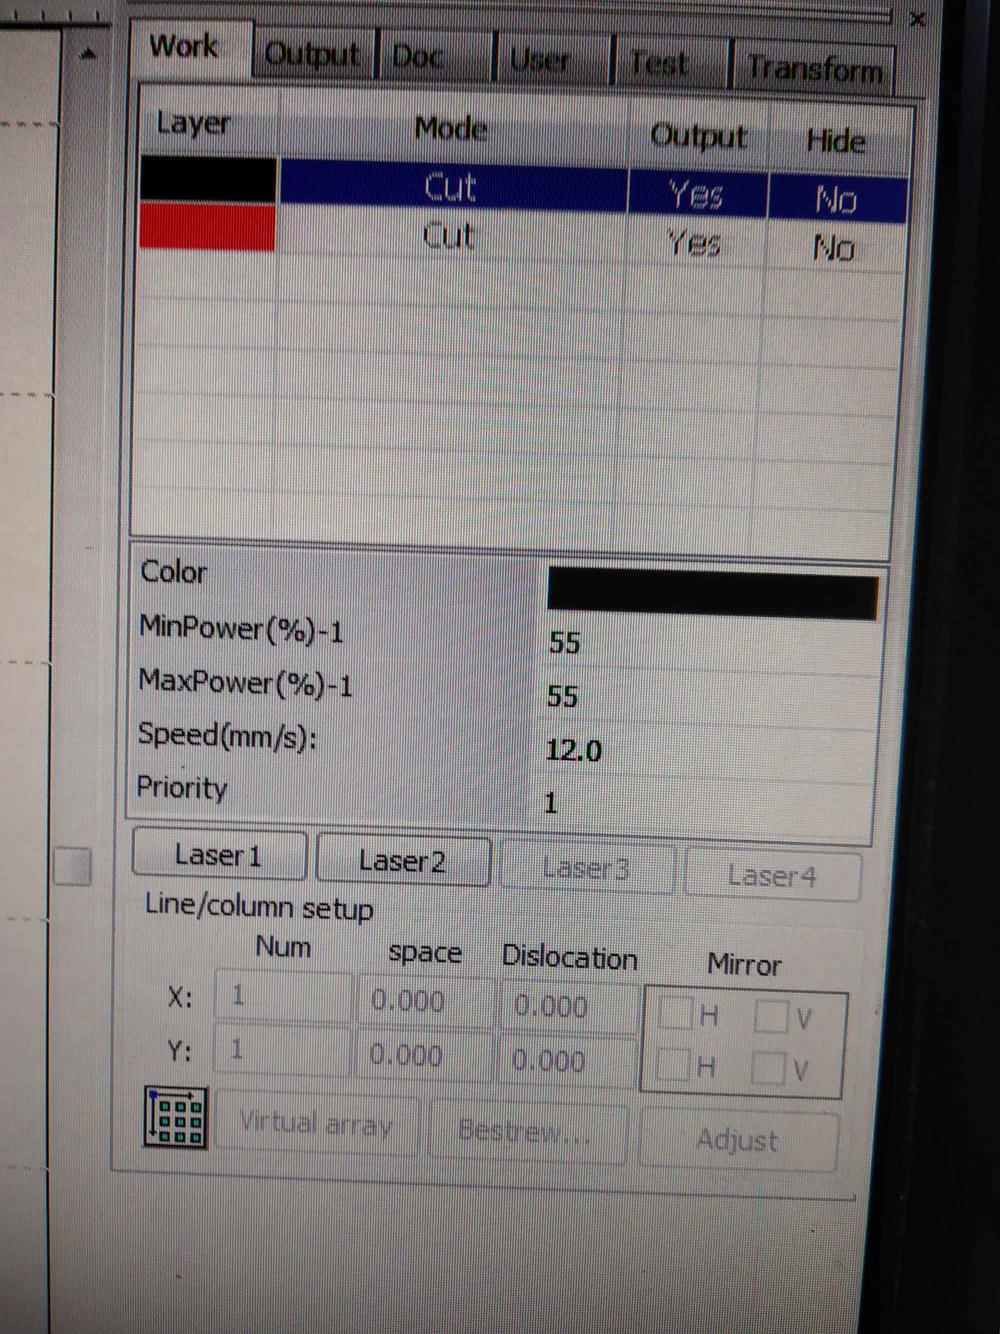 Work Output Doc User Test Transform
Layer Mode Output Hide
Cut Yes No
Cut Yes No
Color
MinPower(%)-1 55
MaxPower(%)-1 55
Speed(mm/s): 12.0
Priority 1
Laser1 Laser2 Laser3 Laser4
Line/column setup
Num space Dislocation Mirror
X: 1 0.000 0.000 H V
Y: 1 0.000 0.000 H V
Virtual array Bestrew... Adjust